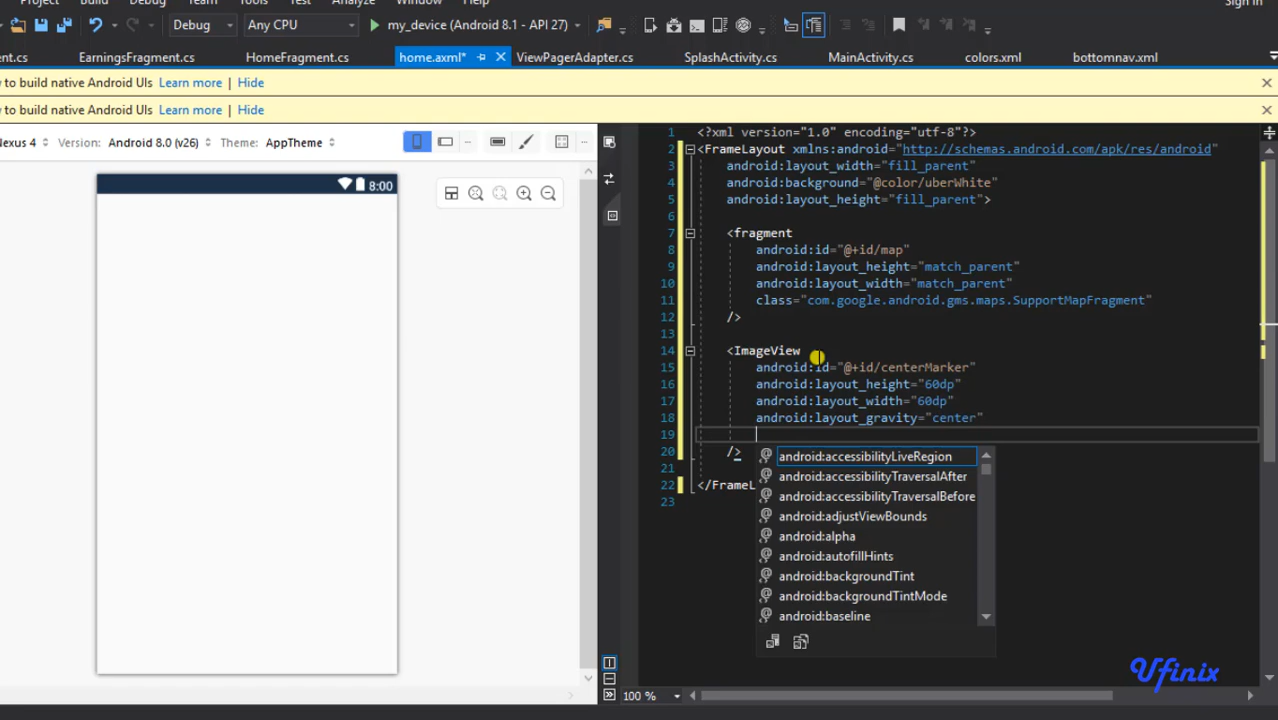 Project Build Debug Team Tools Test Analyze Window Help Sign in
Debug Any CPU my_device (Android 8.1 - API 27)
ent.cs EarningsFragment.cs HomeFragment.cs home.axml* ViewPagerAdapter.cs SplashActivity.cs MainActivity.cs colors.xml bottomnav.xml
to build native Android UIs Learn more | Hide
to build native Android UIs Learn more | Hide
Nexus 4 Version: Android 8.0 (v26) Theme: AppTheme
8:00
1 <?xml version="1.0" encoding="utf-8"?>
2 <FrameLayout xmlns:android="http://schemas.android.com/apk/res/android"
3 android:layout_width="fill_parent"
4 android:background="@color/uberWhite"
5 android:layout_height="fill_parent">
6
7 <fragment
8 android:id="@+id/map"
9 android:layout_height="match_parent"
10 android:layout_width="match_parent"
11 class="com.google.android.gms.maps.SupportMapFragment"
12 />
13
14 <ImageView
15 android:id="@+id/centerMarker"
16 android:layout_height="60dp"
17 android:layout_width="60dp"
18 android:layout_gravity="center"
19
20 />
21
22 </FrameL
23
android:accessibilityLiveRegion
android:accessibilityTraversalAfter
android:accessibilityTraversalBefore
android:adjustViewBounds
android:alpha
android:autofillHints
android:backgroundTint
android:backgroundTintMode
android:baseline
Ufinix
100 %